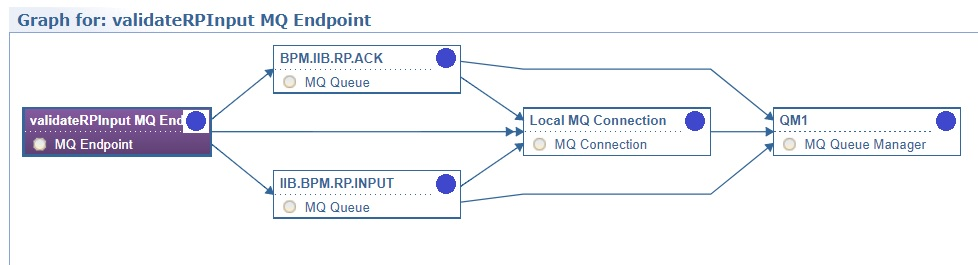 Graph for: validateRPInput MQ Endpoint
BPM.IIB.RP.ACK
MQ Queue
validateRPInput MQ End
MQ Endpoint
Local MQ Connection
MQ Connection
QM1
MQ Queue Manager
IIB.BPM.RP.INPUT
MQ Queue